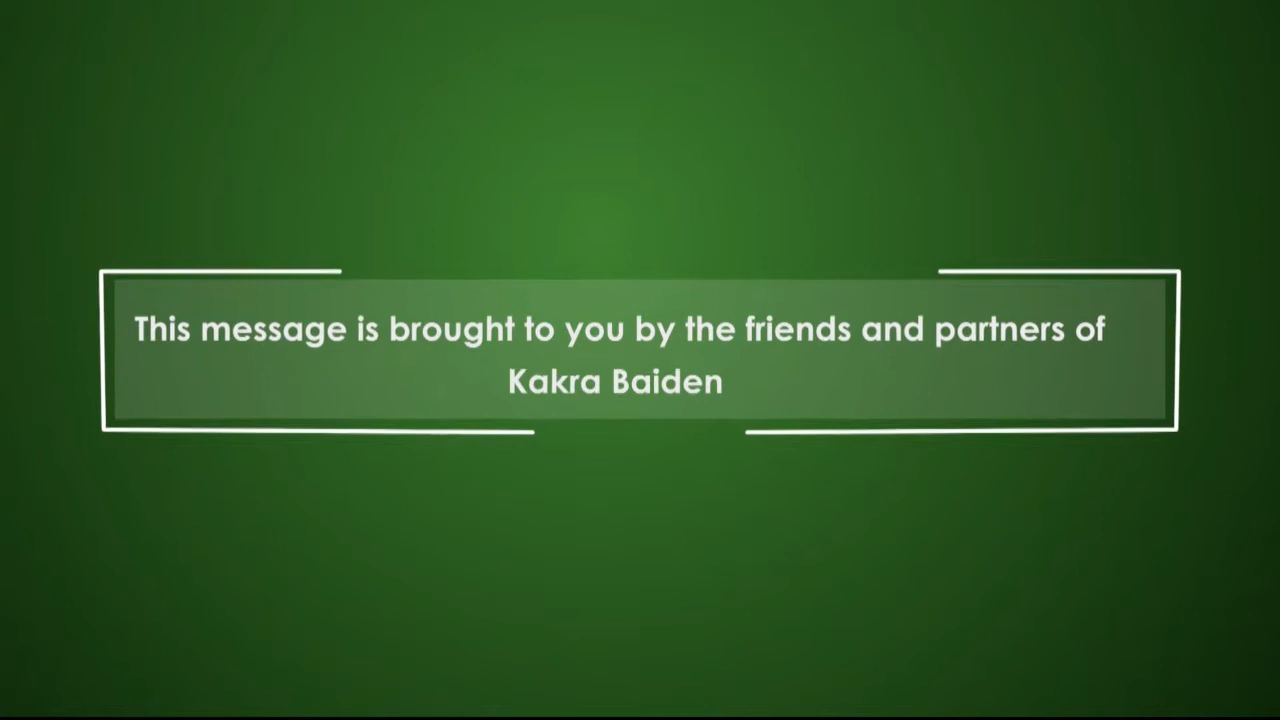 This message is brought to you by the friends and partners of
Kakra Baiden